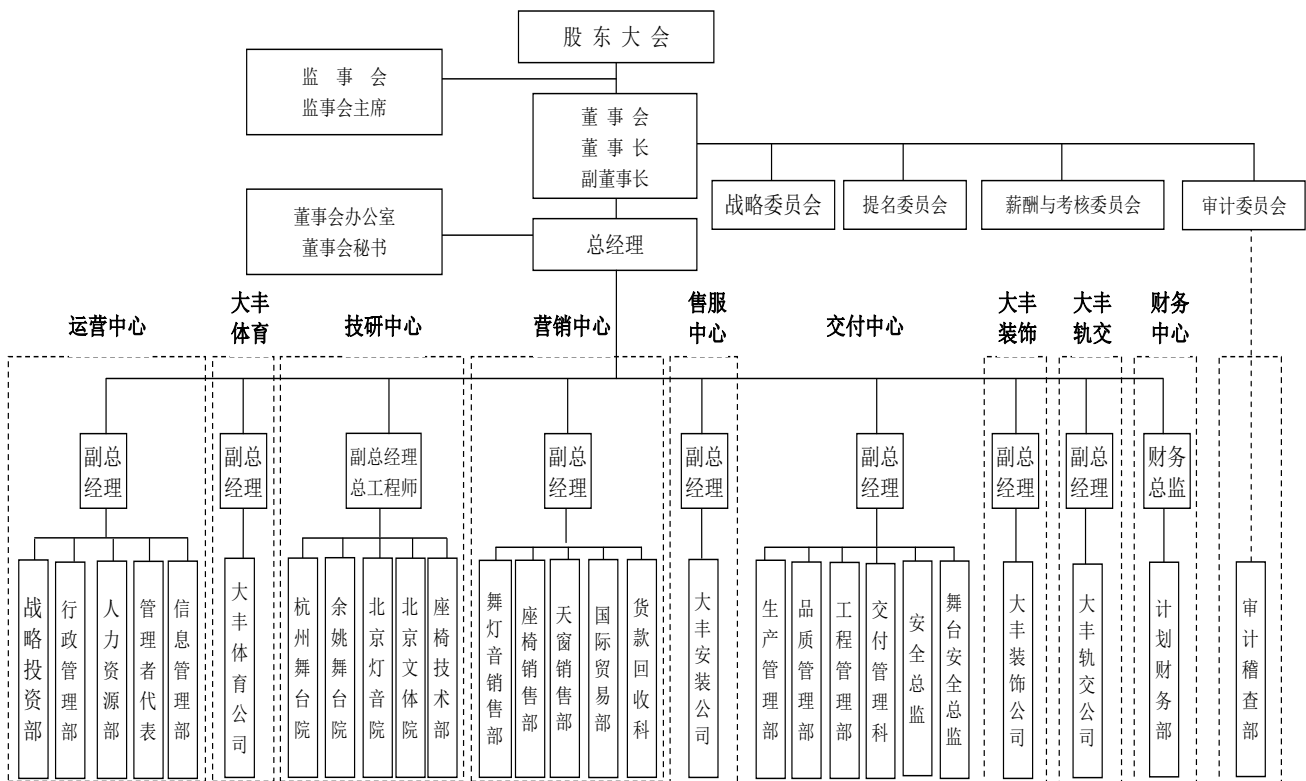 股 东 大 会
监 事 会
监事会主席
董 事 会
董 事 长
副董事长
战略委员会
提名委员会
薪酬与考核委员会
审计委员会
董事会办公室
董事会秘书
总经理
运营中心
大丰
体育
技研中心
营销中心
售服
中心
交付中心
大丰
装饰
大丰
轨交
财务
中心
副总
经理
副总
经理
副总经理
总工程师
副总
经理
副总
经理
副总
经理
副总
经理
副总
经理
财务
总监
战略投资部
行政管理部
人力资源部
管理者代表
信息管理部
大丰体育公司
杭州舞台院
余姚舞台院
北京灯音院
北京文体院
座椅技术部
舞灯音销售部
座椅销售部
天窗销售部
国际贸易部
货款回收科
大丰安装公司
生产管理部
品质管理部
工程管理部
交付管理科
安全总监
舞台安全总监
大丰装饰公司
大丰轨交公司
计划财务部
审计稽查部